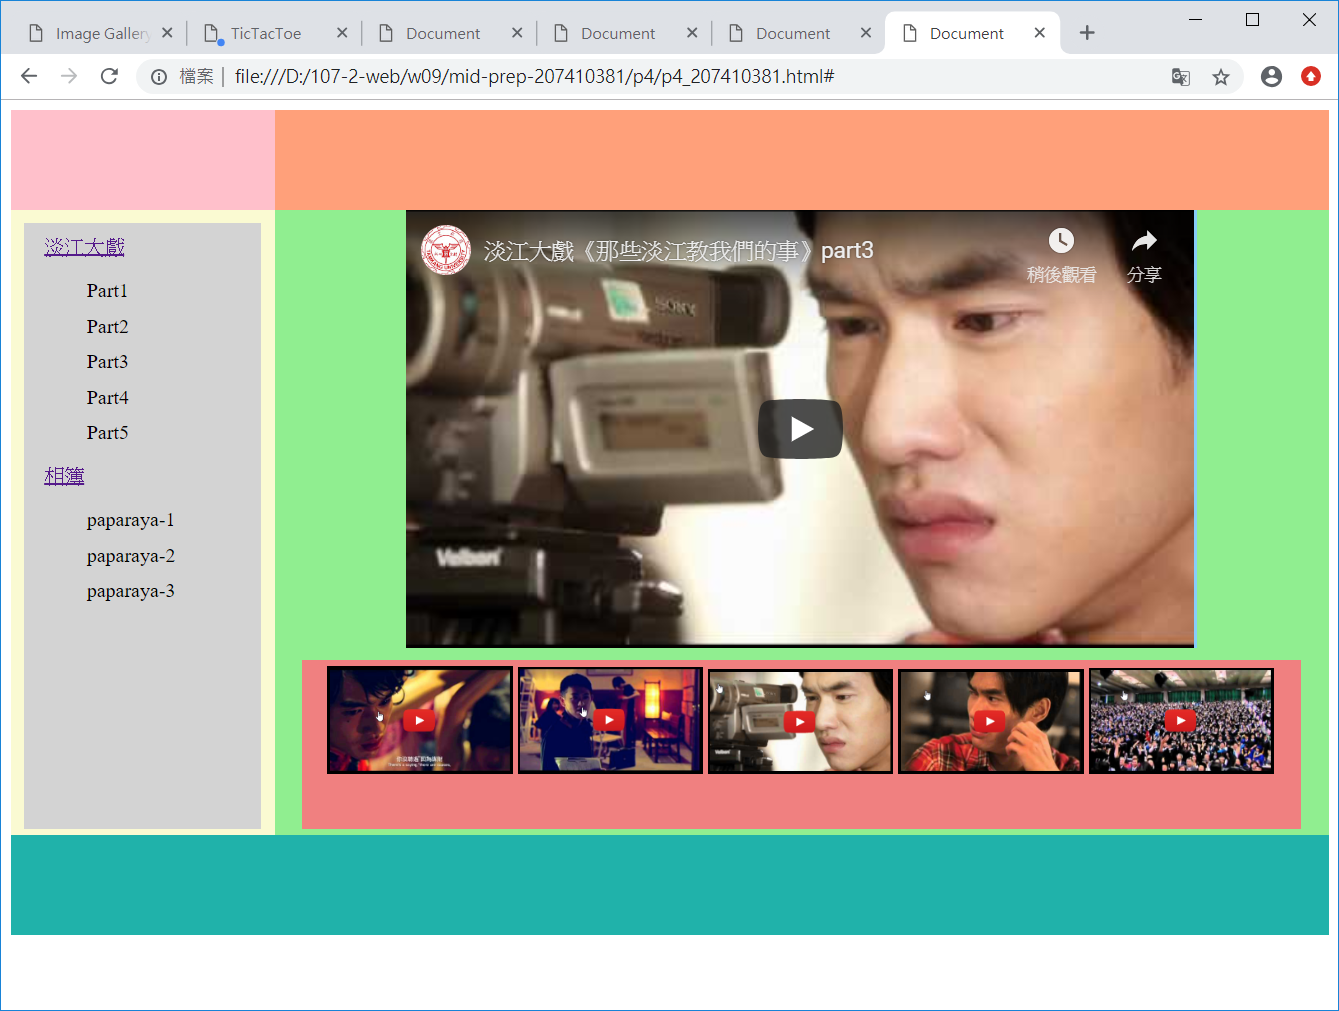 Image Gallery
TicTacToe
Document
Document
Document
Document
檔案 | file:///D:/107-2-web/w09/mid-prep-207410381/p4/p4_207410381.html#
淡江大戲
Part1
Part2
Part3
Part4
Part5
相簿
paparaya-1
paparaya-2
paparaya-3
淡江大戲《那些淡江教我們的事》part3
稍後觀看
分享
SONY
Velbon